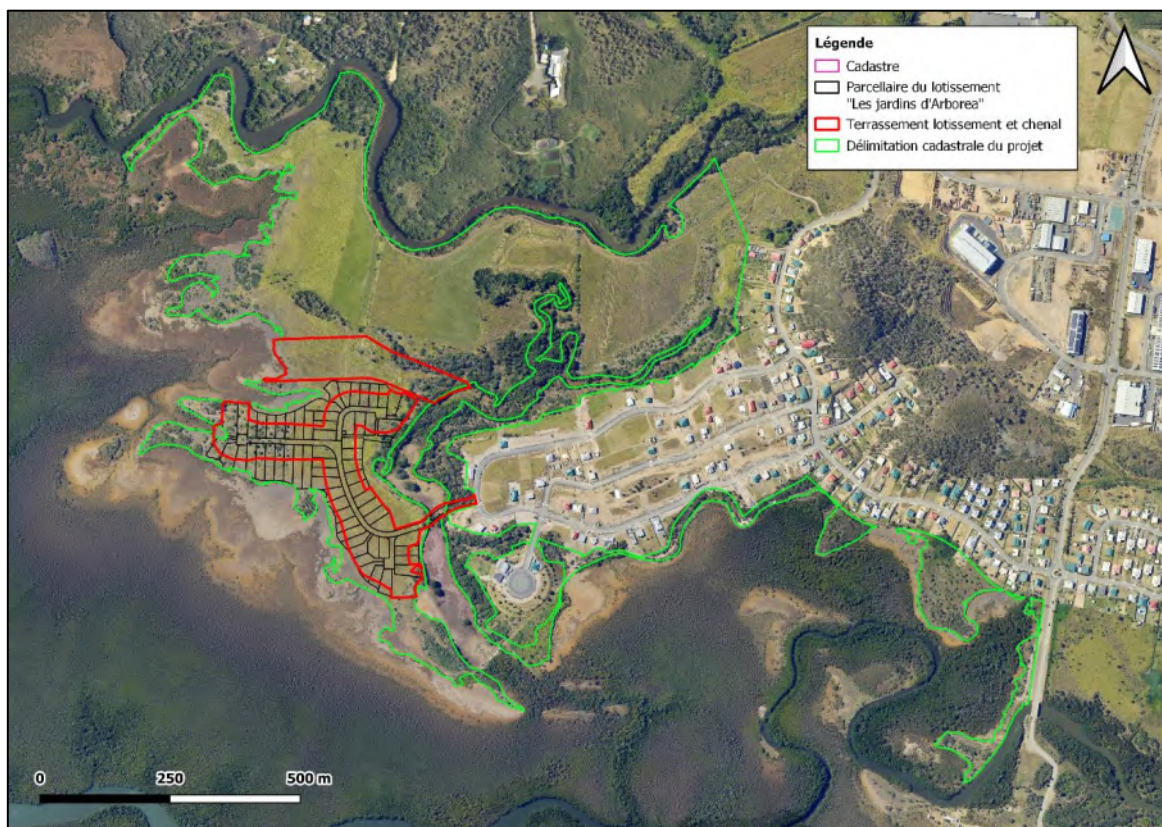 Légende
Cadastre
Parcellaire du lotissement
"Les jardins d'Arborea"
Terrassement lotissement et chenal
Délimitation cadastrale du projet
0 250 500 m